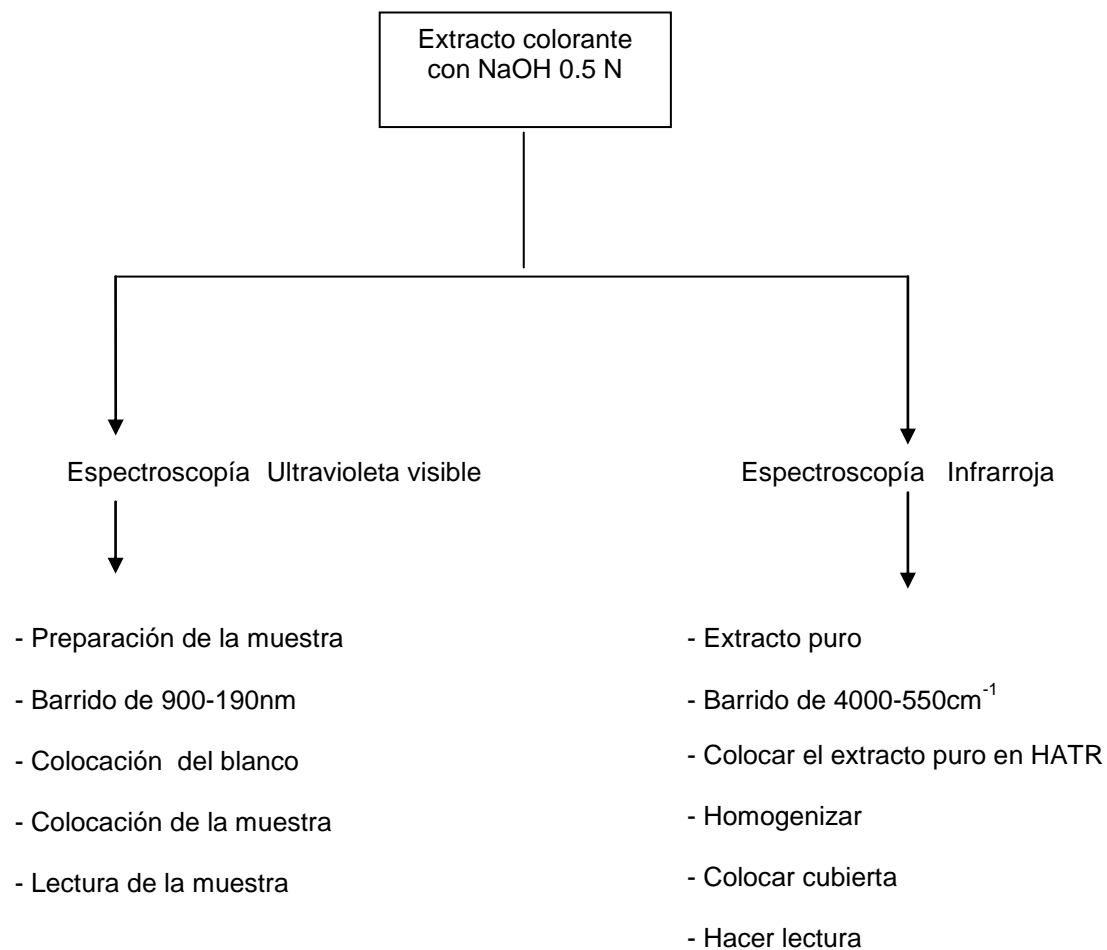 Extracto colorante
con NaOH 0.5 N
Espectroscopía Ultravioleta visible
- Preparación de la muestra
- Barrido de 900-190nm
- Colocación del blanco
- Colocación de la muestra
- Lectura de la muestra
Espectroscopía Infrarroja
- Extracto puro
- Barrido de 4000-550cm⁻¹
- Colocar el extracto puro en HATR
- Homogenizar
- Colocar cubierta
- Hacer lectura